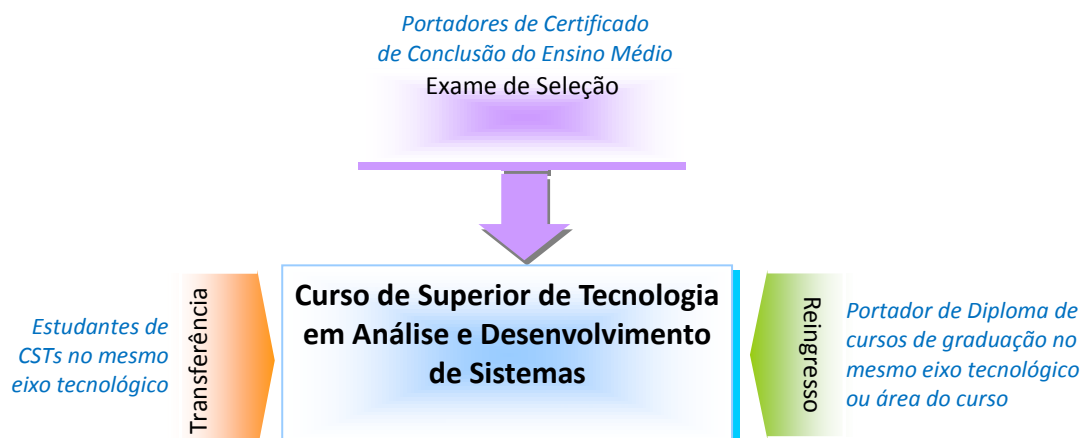 Portadores de Certificado
de Conclusão do Ensino Médio
Exame de Seleção
Curso de Superior de Tecnologia
em Análise e Desenvolvimento
de Sistemas
Estudantes de
CSTs no mesmo
eixo tecnológico
Transferência
Reingresso
Portador de Diploma de
cursos de graduação no
mesmo eixo tecnológico
ou área do curso